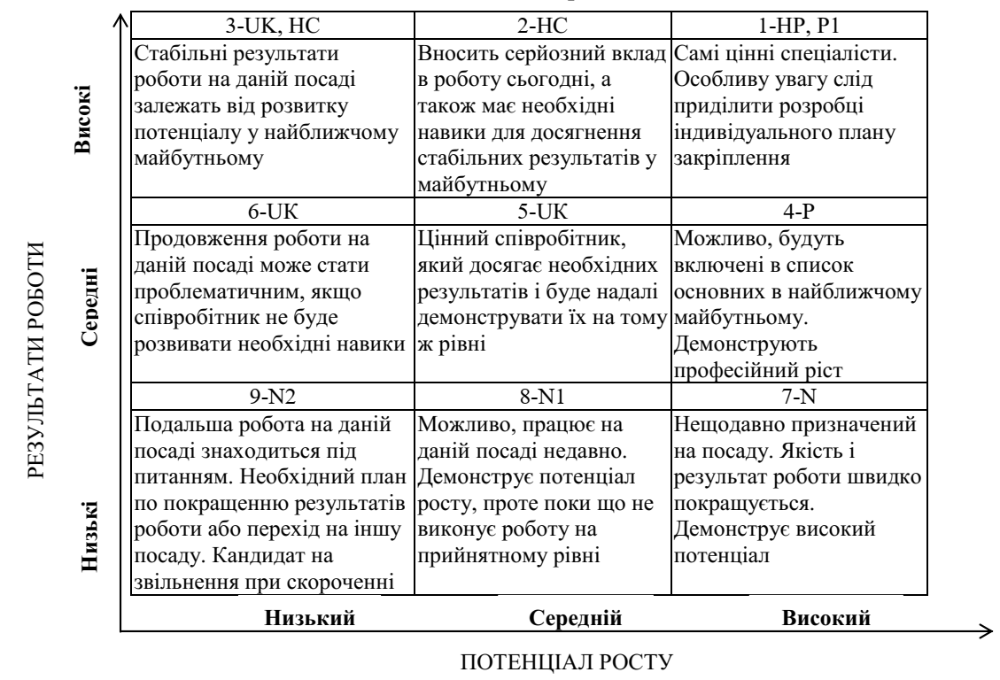 3-UK, HC
Стабільні результати
роботи на даній посаді
залежать від розвитку
потенціалу у найближчому
майбутньому
2-HC
Вносить серйозний вклад
в роботу сьогодні, а
також має необхідні
навики для досягнення
стабільних результатів у
майбутньому
1-HP, P1
Самі цінні спеціалісти.
Особливу увагу слід
приділити розробці
індивідуального плану
закріплення
Високі
6-UK
Продовження роботи на
даній посаді може стати
проблематичним, якщо
співробітник не буде
розвивати необхідні навики
5-UK
Цінний співробітник,
який досягає необхідних
результатів і буде надалі
демонструвати їх на тому
ж рівні
4-P
Можливо, будуть
включені в список
основних в найближчому
майбутньому.
Демонструють
професійний ріст
Середні
РЕЗУЛЬТАТИ РОБОТИ
9-N2
Подальша робота на даній
посаді знаходиться під
питанням. Необхідний план
по покращенню результатів
роботи або перехід на іншу
посаду. Кандидат на
звільнення при скороченні
8-N1
Можливо, працює на
даній посаді недавно.
Демонструє потенціал
росту, проте поки що не
виконує роботу на
прийнятному рівні
7-N
Нещодавно призначений
на посаду. Якість і
результат роботи швидко
покращується.
Демонструє високий
потенціал
Низькі
Низький
Середній
Високий
ПОТЕНЦІАЛ РОСТУ